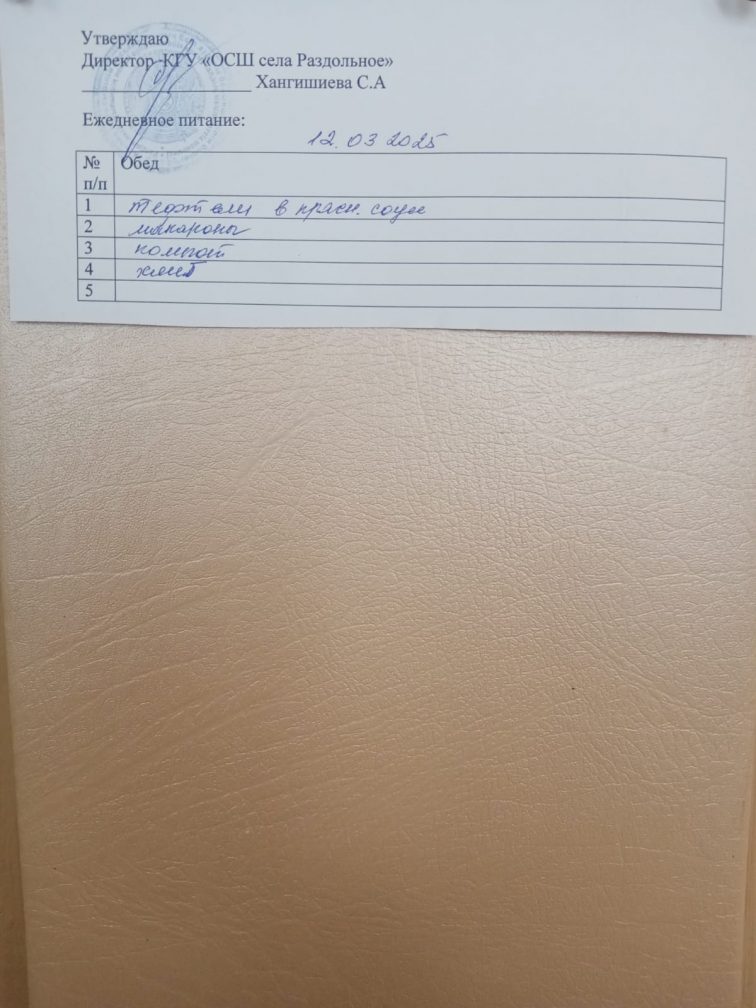 Утверждаю
Директор КГУ «ОСШ села Раздольное»
____________________ Хангишиева С.А
Ежедневное питание:
12.03 2025
№ п/п Обед
1 тефтели в красн. соусе
2 макароны
3 компот
4 хлеб
5